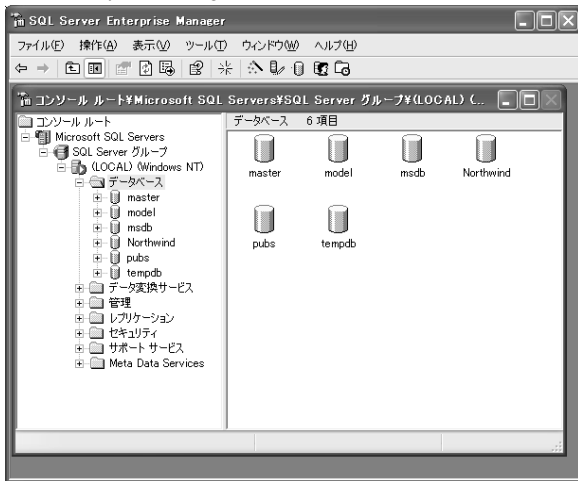 SQL Server Enterprise Manager
ファイル(F) 操作(A) 表示(V) ツール(T) ウィンドウ(W) ヘルプ(H)
コンソール ルート¥Microsoft SQL Servers¥SQL Server グループ¥(LOCAL) (...
コンソール ルート
Microsoft SQL Servers
SQL Server グループ
(LOCAL) (Windows NT)
データベース
master
model
msdb
Northwind
pubs
tempdb
データ変換サービス
管理
レプリケーション
セキュリティ
サポート サービス
Meta Data Services
データベース 6 項目
master model msdb Northwind
pubs tempdb